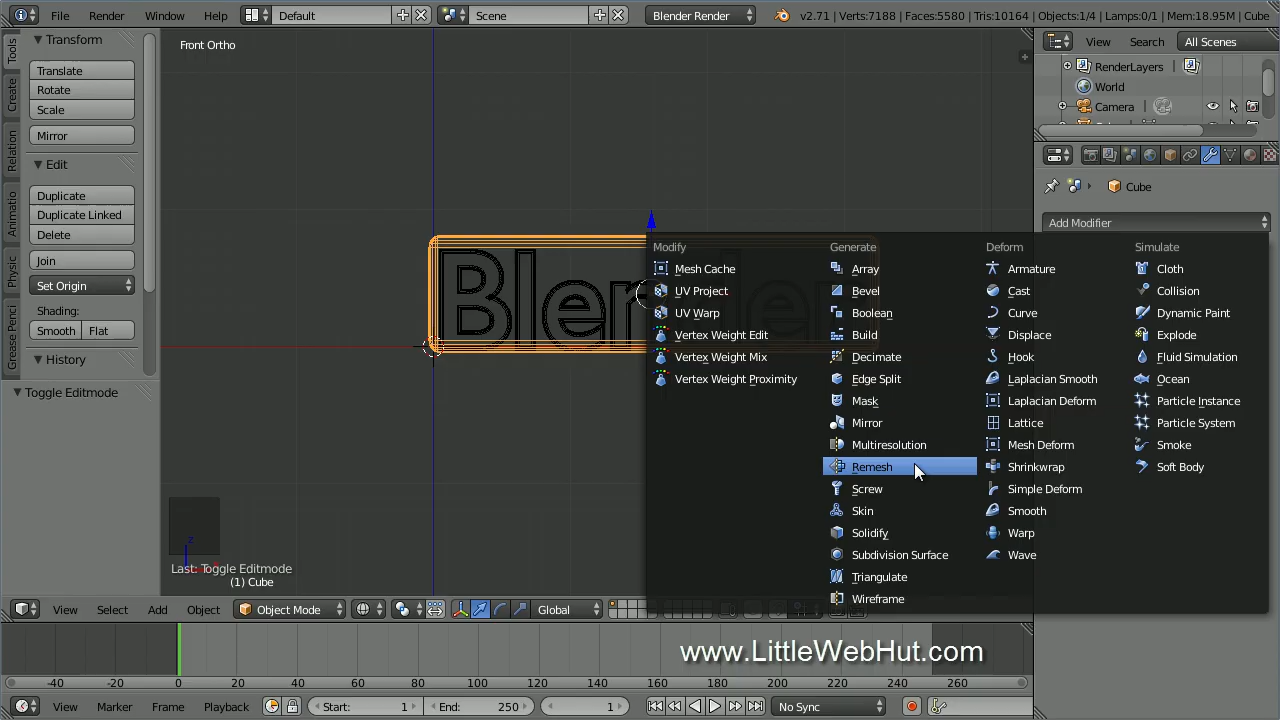 File Render Window Help Default Scene Blender Render v2.71 | Verts:7188 | Faces:5580 | Tris:10164 | Objects:1/4 | Lamps:0/1 | Mem:18.95M | Cube
Tools
Create
Relation
Animatio
Physic
Grease Penci
Transform
Translate
Rotate
Scale
Mirror
Edit
Duplicate
Duplicate Linked
Delete
Join
Set Origin
Shading:
Smooth Flat
History
Toggle Editmode
Front Ortho
Blender
z
Last: Toggle Editmode
(1) Cube
View Search All Scenes
RenderLayers
World
Camera
Cube
Add Modifier
Modify
Mesh Cache
UV Project
UV Warp
Vertex Weight Edit
Vertex Weight Mix
Vertex Weight Proximity
Generate
Array
Bevel
Boolean
Build
Decimate
Edge Split
Mask
Mirror
Multiresolution
Remesh
Screw
Skin
Solidify
Subdivision Surface
Triangulate
Wireframe
Deform
Armature
Cast
Curve
Displace
Hook
Laplacian Smooth
Laplacian Deform
Lattice
Mesh Deform
Shrinkwrap
Simple Deform
Smooth
Warp
Wave
Simulate
Cloth
Collision
Dynamic Paint
Explode
Fluid Simulation
Ocean
Particle Instance
Particle System
Smoke
Soft Body
View Select Add Object Object Mode Global
www.LittleWebHut.com
-40 -20 0 20 40 60 80 100 120 140 160 180 200 220 240 260
View Marker Frame Playback Start: 1 End: 250 1 No Sync